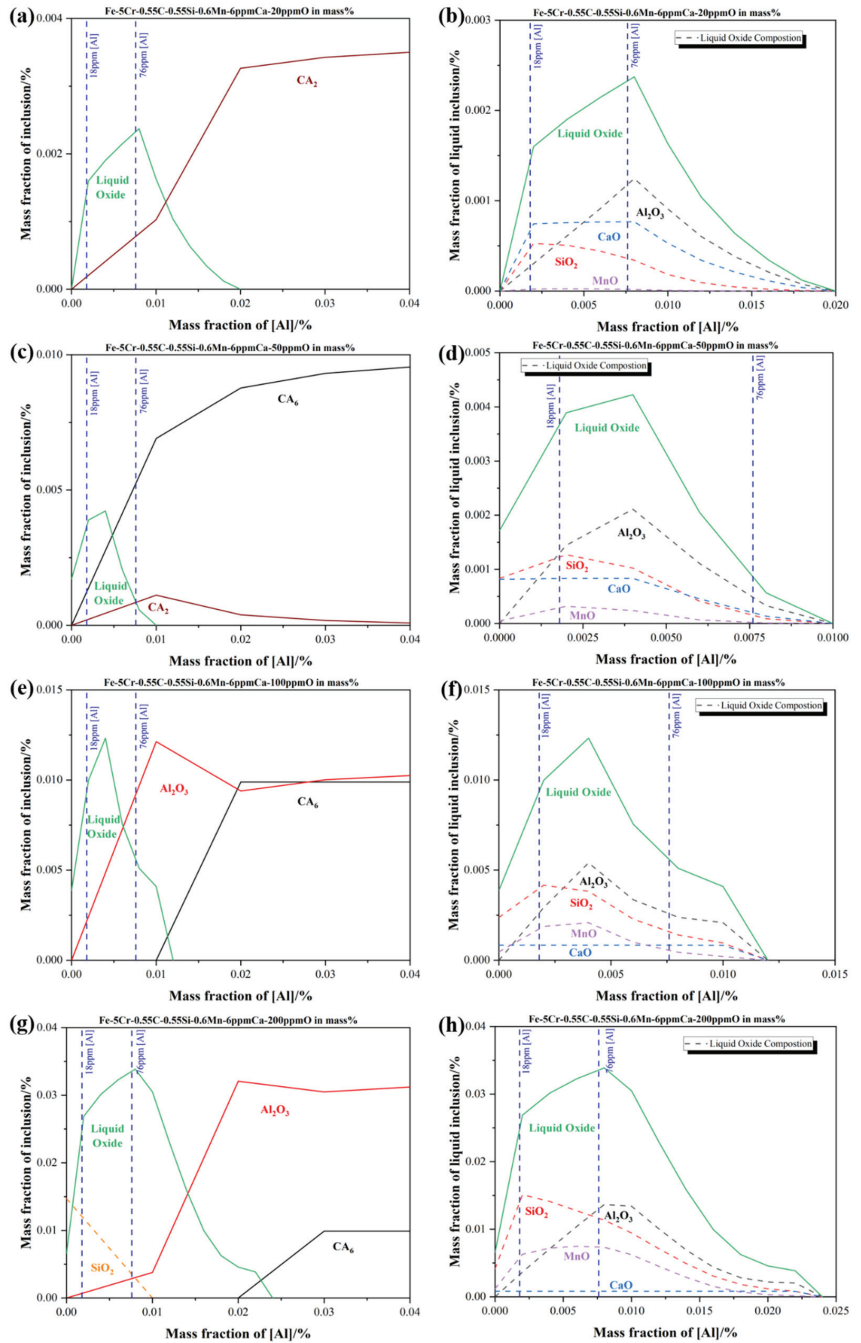 (a)
Fe-5Cr-0.55C-0.55Si-0.6Mn-6ppmCa-20ppmO in mass%
0.004
0.002
0.000
Mass fraction of inclusion/%
18ppm [Al]
76ppm [Al]
CA2
Liquid
Oxide
0.00 0.01 0.02 0.03 0.04
Mass fraction of [Al]/%
(b)
Fe-5Cr-0.55C-0.55Si-0.6Mn-6ppmCa-20ppmO in mass%
0.003
0.002
0.001
0.000
Mass fraction of liquid inclusion/%
18ppm [Al]
76ppm [Al]
Liquid Oxide Compostion
Liquid Oxide
Al2O3
CaO
SiO2
MnO
0.000 0.005 0.010 0.015 0.020
Mass fraction of [Al]/%
(c)
Fe-5Cr-0.55C-0.55Si-0.6Mn-6ppmCa-50ppmO in mass%
0.010
0.005
0.000
Mass fraction of inclusion/%
18ppm [Al]
76ppm [Al]
CA6
Liquid
Oxide
CA2
0.00 0.01 0.02 0.03 0.04
Mass fraction of [Al]/%
(d)
Fe-5Cr-0.55C-0.55Si-0.6Mn-6ppmCa-50ppmO in mass%
0.005
0.004
0.003
0.002
0.001
0.000
Mass fraction of liquid inclusion/%
Liquid Oxide Compostion
18ppm [Al]
76ppm [Al]
Liquid Oxide
Al2O3
SiO2
CaO
MnO
0.0000 0.0025 0.0050 0.0075 0.0100
Mass fraction of [Al]/%
(e)
Fe-5Cr-0.55C-0.55Si-0.6Mn-6ppmCa-100ppmO in mass%
0.015
0.010
0.005
0.000
Mass fraction of inclusion/%
18ppm [Al]
76ppm [Al]
Al2O3
CA6
Liquid
Oxide
0.00 0.01 0.02 0.03 0.04
Mass fraction of [Al]/%
(f)
Fe-5Cr-0.55C-0.55Si-0.6Mn-6ppmCa-100ppmO in mass%
0.015
0.010
0.005
0.000
Mass fraction of liquid inclusion/%
18ppm [Al]
76ppm [Al]
Liquid Oxide Compostion
Liquid Oxide
Al2O3
SiO2
MnO
CaO
0.000 0.005 0.010 0.015
Mass fraction of [Al]/%
(g)
Fe-5Cr-0.55C-0.55Si-0.6Mn-6ppmCa-200ppmO in mass%
0.04
0.03
0.02
0.01
0.00
Mass fraction of inclusion/%
18ppm [Al]
76ppm [Al]
Liquid
Oxide
Al2O3
SiO2
CA6
0.00 0.01 0.02 0.03 0.04
Mass fraction of [Al]/%
(h)
Fe-5Cr-0.55C-0.55Si-0.6Mn-6ppmCa-200ppmO in mass%
0.04
0.03
0.02
0.01
0.00
Mass fraction of liquid inclusion/%
18ppm [Al]
76ppm [Al]
Liquid Oxide Compostion
Liquid Oxide
SiO2
Al2O3
MnO
CaO
0.000 0.005 0.010 0.015 0.020 0.025
Mass fraction of [Al]/%